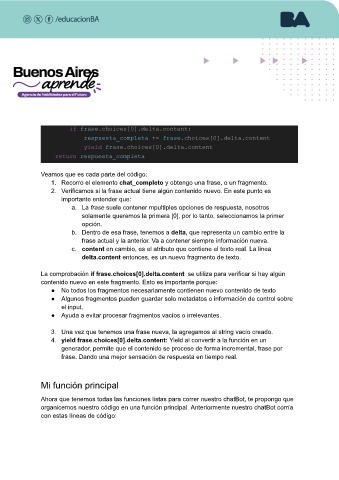 /educacionBA
BA
Buenos Aires
aprende
Agencia de Habilidades para el Futuro
if frase.choices[0].delta.content:
respuesta_completa += frase.choices[0].delta.content
yield frase.choices[0].delta.content
return respuesta_completa
Veamos que es cada parte del código:
1. Recorro el elemento chat_completo y obtengo una frase, o un fragmento.
2. Verificamos si la frase actual tiene algún contenido nuevo. En este punto es
importante entender que:
a. La frase suele contener mpultiples opciones de respuesta, nosotros
solamente queremos la primera [0], por lo tanto, seleccionamos la primer
opción.
b. Dentro de esa frase, tenemos a delta, que representa un cambio entre la
frase actual y la anterior. Va a contener siempre información nueva.
c. content en cambio, es el atributo que contiene el texto real. La línea
delta.content entonces, es un nuevo fragmento de texto.
La comprobación if frase.choices[0].delta.content se utiliza para verificar si hay algún
contenido nuevo en este fragmento. Esto es importante porque:
● No todos los fragmentos necesariamente contienen nuevo contenido de texto
● Algunos fragmentos pueden guardar solo metadatos o información de control sobre
el input.
● Ayuda a evitar procesar fragmentos vacíos o irrelevantes.
3. Una vez que tenemos una frase nueva, la agregamos al string vacío creado.
4. yield frase.choices[0].delta.content: Yield al convertir a la función en un
generador, permite que el contenido se procese de forma incremental, frase por
frase. Dando una mejor sensación de respuesta en tiempo real.
Mi función principal
Ahora que tenemos todas las funciones listas para correr nuestro chatBot, te propongo que
organicemos nuestro código en una función principal. Anteriormente nuestro chatBot corría
con estas líneas de código: